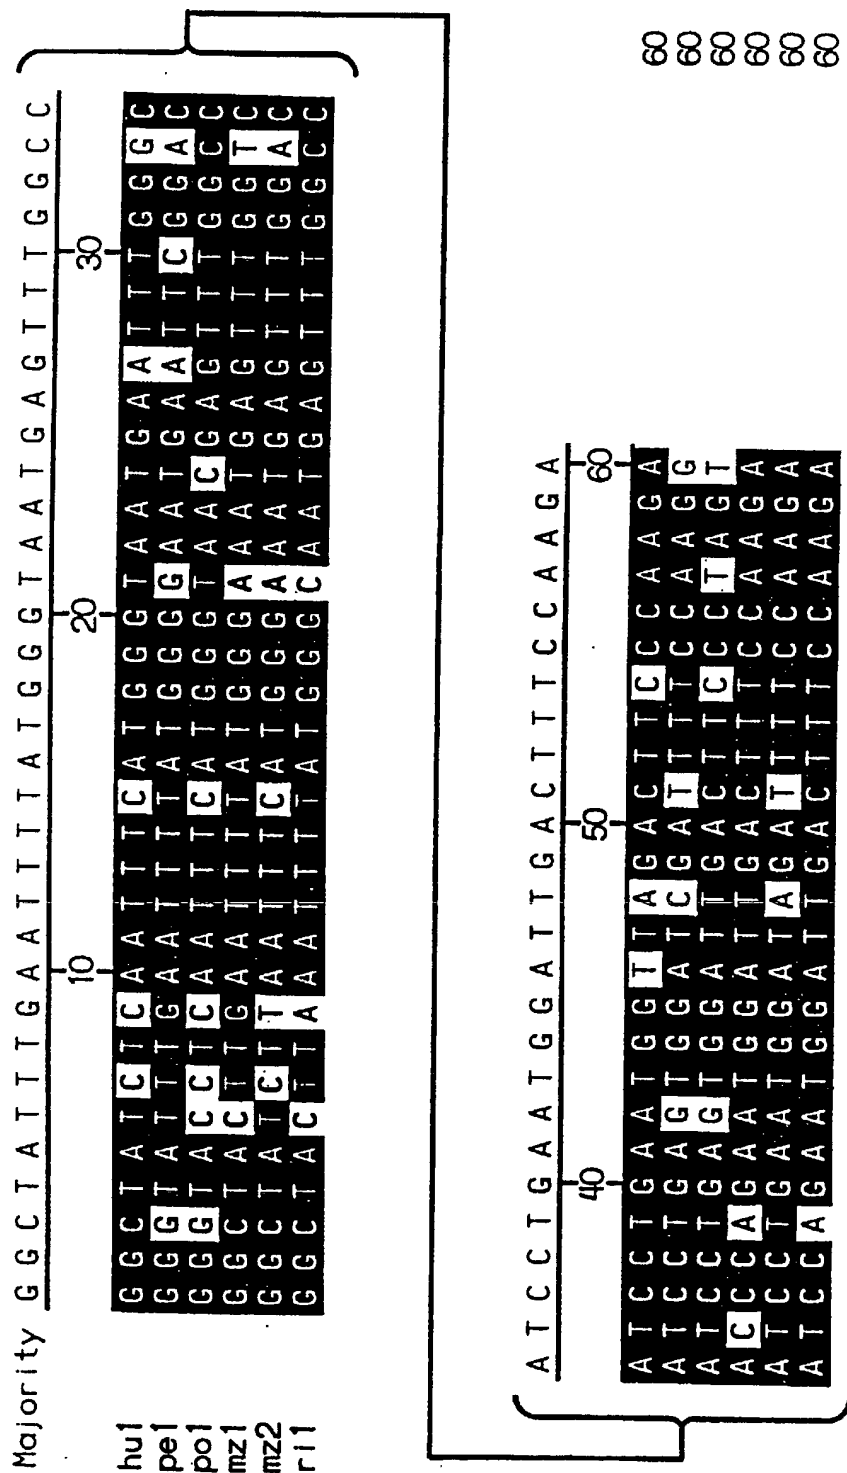 Majority G G C T A T T T G A A T T T T A T G G G T A A T G A G T T T G G C C
10 20 30
hu1 G G C T A T C T C A A T T T C A T G G G T A A T G A A T T T G G G C
pe1 G G G T A T T T G A A T T T T A T G G G G A A T G A A T T C G G A C
po1 G G G T A C C T C A A T T T C A T G G G T A A C G A G T T T G G C C
mz1 G G C T A C T T G A A T T T T A T G G G A A A T G A G T T T G G T C
mz2 G G C T A T C T T A A T T T C A T G G G A A A T G A G T T T G G A C
ri1 G G C T A C T T A A A T T T T A T G G G C A A T G A G T T T G G C C
A T C C T G A A T G G A T T G A C T T T C C A A G A
40 50 60
A T C C T G A A T G G T T A G A C T T C C C A A G A 60
A T C C T G A G T G G A T C G A T T T T C C A A G G 60
A T C C T G A G T G G A T T G A C T T C C C T A G T 60
A C C C A G A A T G G A T T G A C T T T C C A A G A 60
A T C C T G A A T G G A T A G A T T T T C C A A G A 60
A T C C A G A A T G G A T T G A C T T T C C A A G A 60